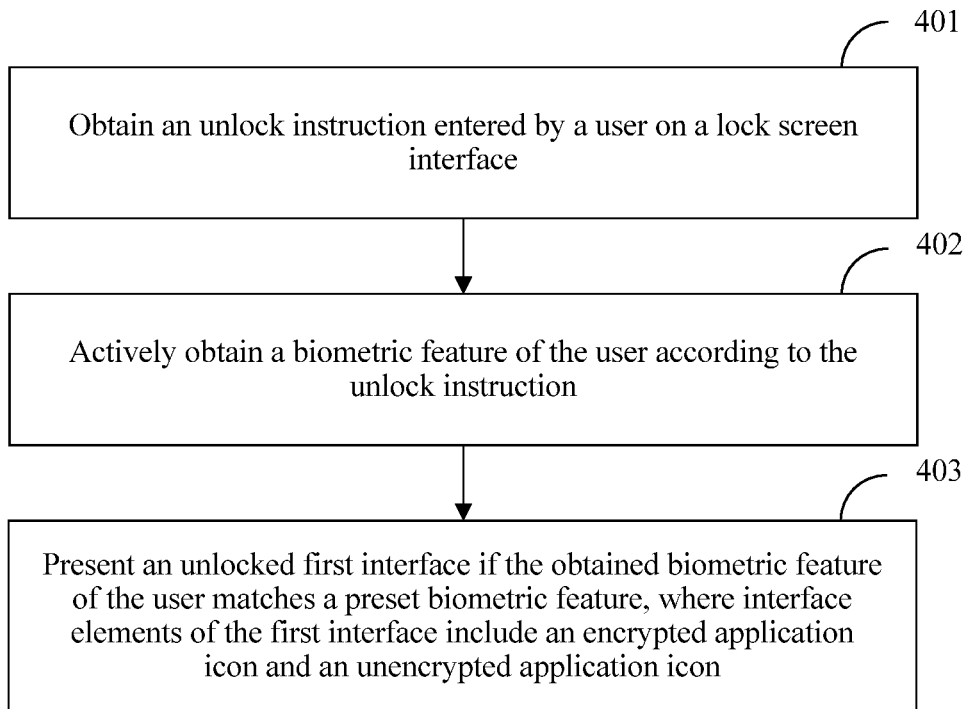 401
Obtain an unlock instruction entered by a user on a lock screen
interface
402
Actively obtain a biometric feature of the user according to the
unlock instruction
403
Present an unlocked first interface if the obtained biometric feature
of the user matches a preset biometric feature, where interface
elements of the first interface include an encrypted application
icon and an unencrypted application icon